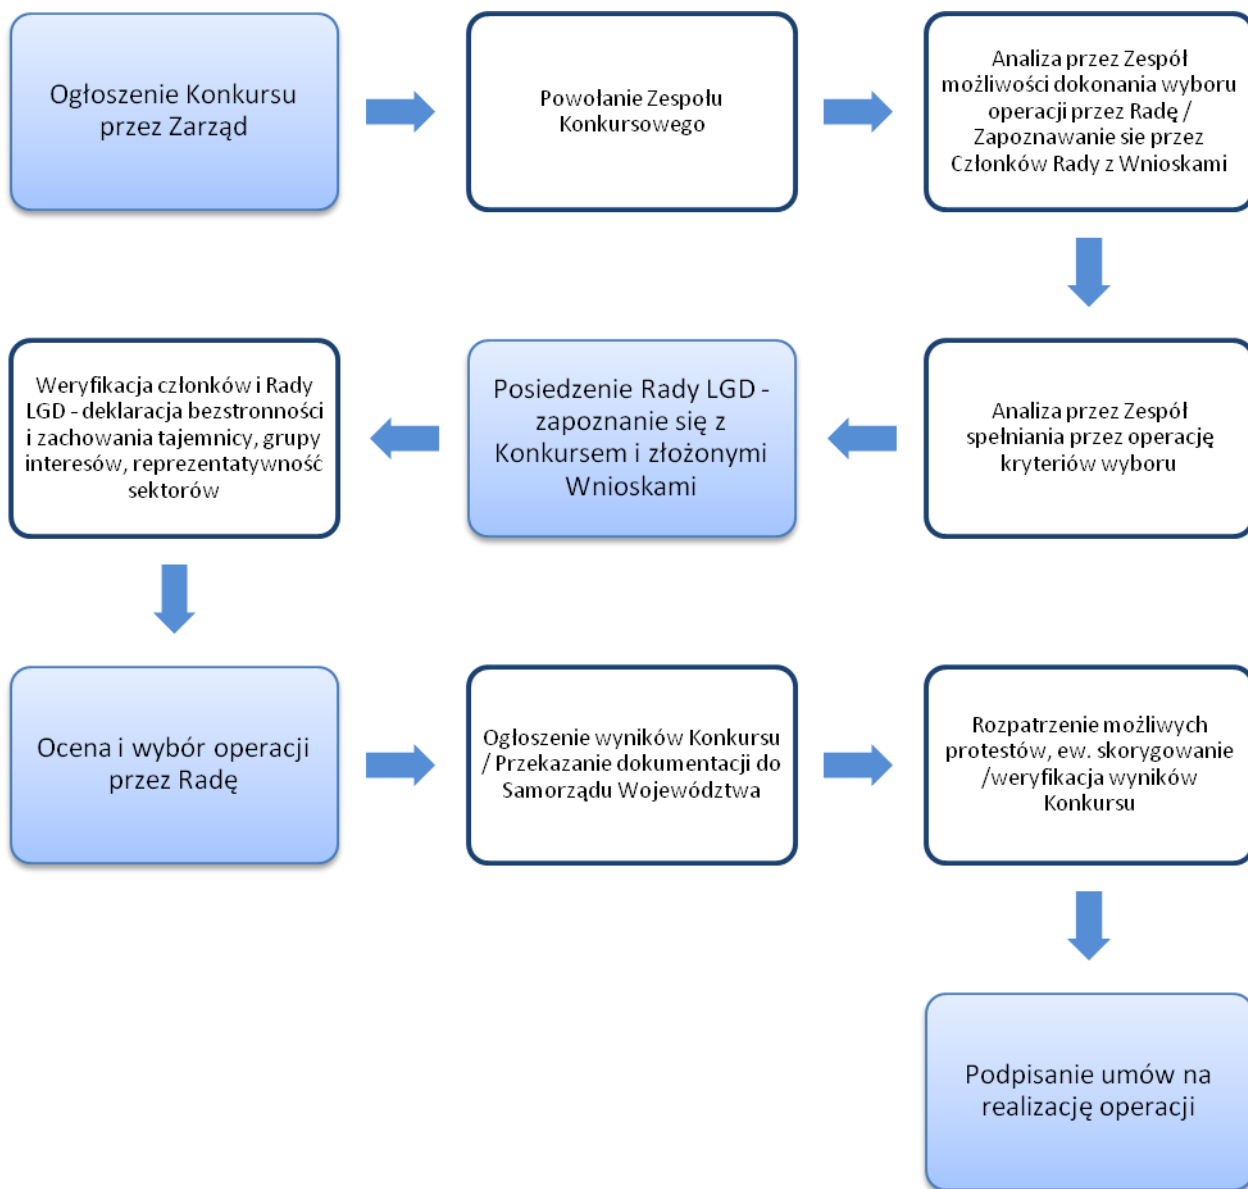 Ogłoszenie Konkursu
przez Zarząd
Powołanie Zespołu
Konkursowego
Analiza przez Zespół
możliwości dokonania wyboru
operacji przez Radę /
Zapoznawanie sie przez
Członków Rady z Wnioskami
Analiza przez Zespół
spełniania przez operację
kryteriów wyboru
Posiedzenie Rady LGD -
zapoznanie się z
Konkursem i złożonymi
Wnioskami
Weryfikacja członków i Rady
LGD - deklaracja bezstronności
i zachowania tajemnicy, grupy
interesów, reprezentatywność
sektorów
Ocena i wybór operacji
przez Radę
Ogłoszenie wyników Konkursu
/ Przekazanie dokumentacji do
Samorządu Województwa
Rozpatrzenie możliwych
protestów, ew. skorygowanie
/weryfikacja wyników
Konkursu
Podpisanie umów na
realizację operacji